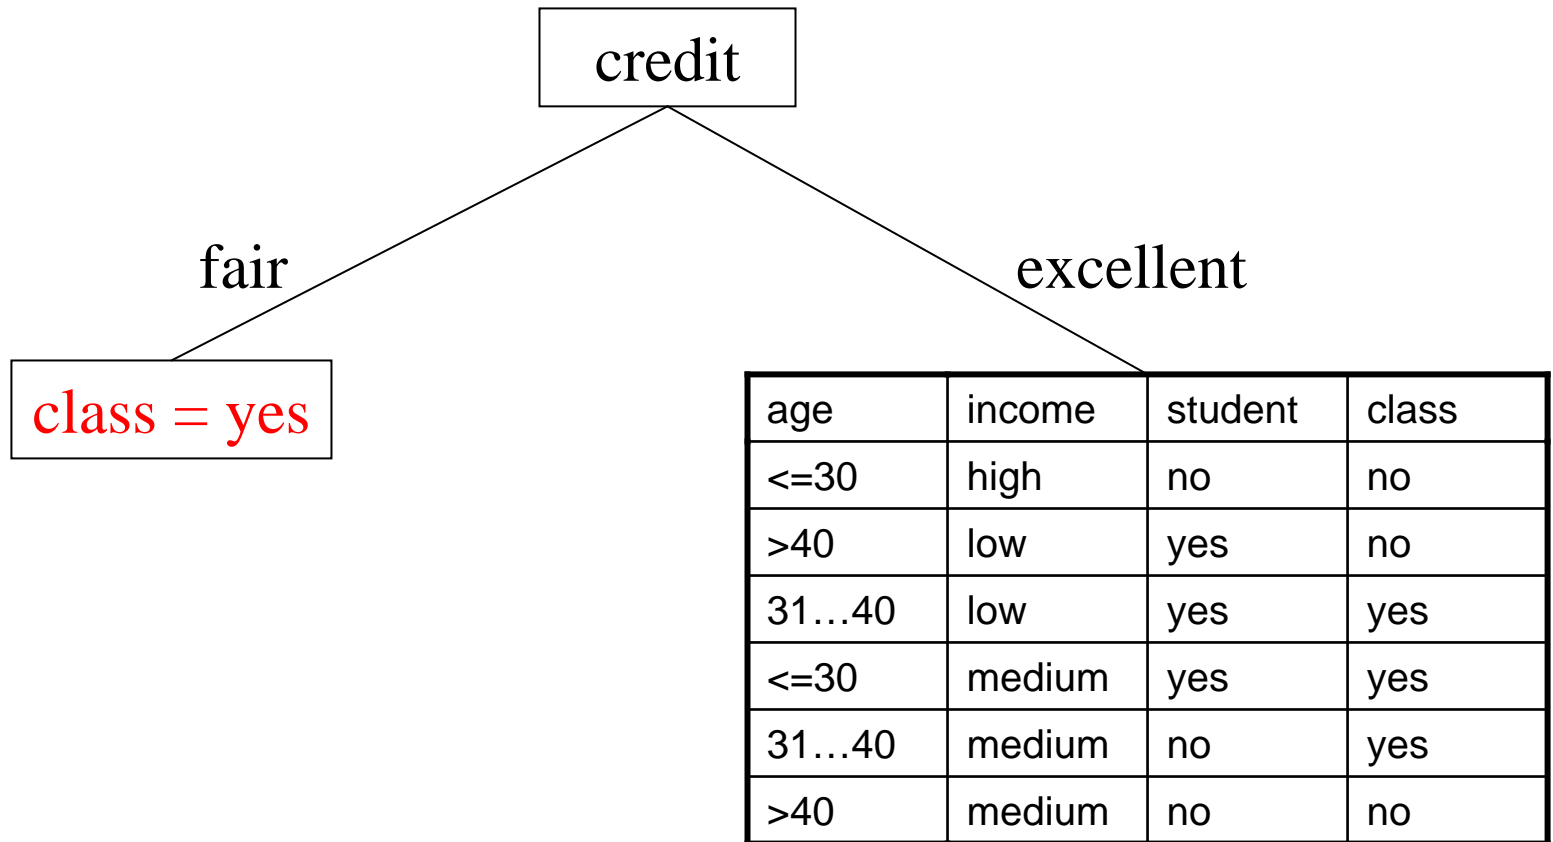 credit
fair
excellent
class = yes
age income student class
<=30 high no no
>40 low yes no
31…40 low yes yes
<=30 medium yes yes
31…40 medium no yes
>40 medium no no